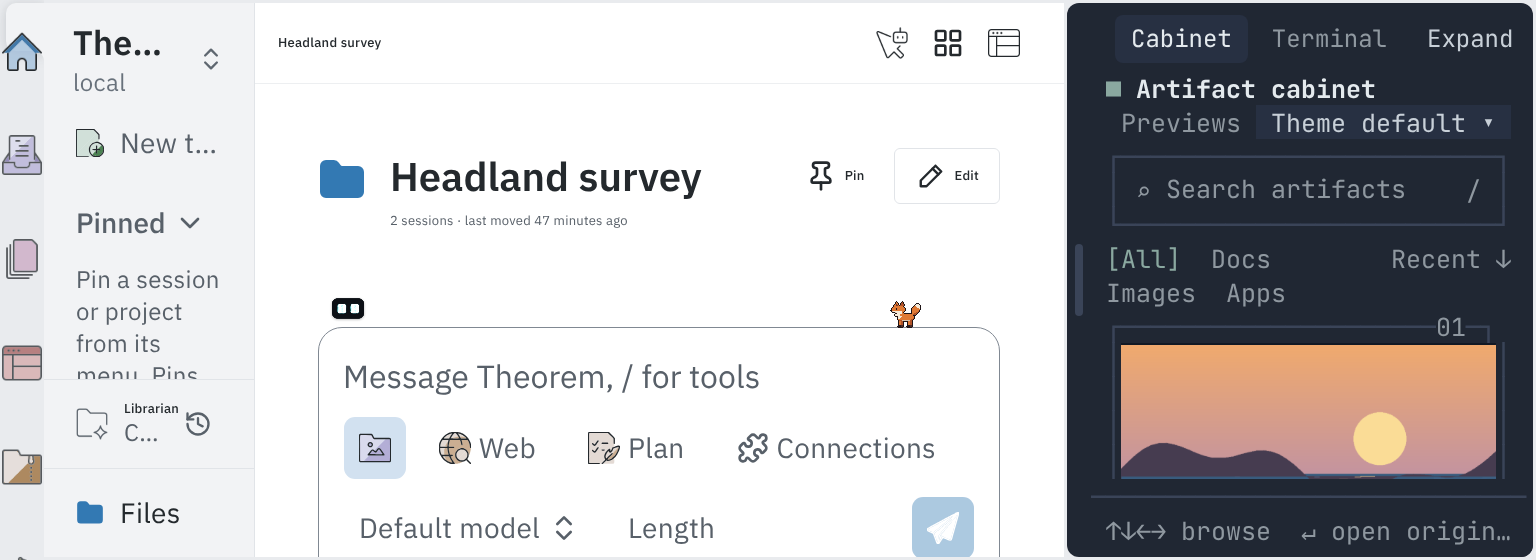 The...
local
New t...
Pinned
Pin a session
or project
from its
menu. Pins
Librarian
C...
Files
Headland survey
Headland survey
2 sessions · last moved 47 minutes ago
Pin
Edit
Message Theorem, / for tools
Web
Plan
Connections
Default model
Length
Cabinet Terminal Expand
Artifact cabinet
Previews Theme default ▾
⌕ Search artifacts /
[All] Docs Recent ↓
Images Apps
01
↑↓←→ browse ↵ open origin…